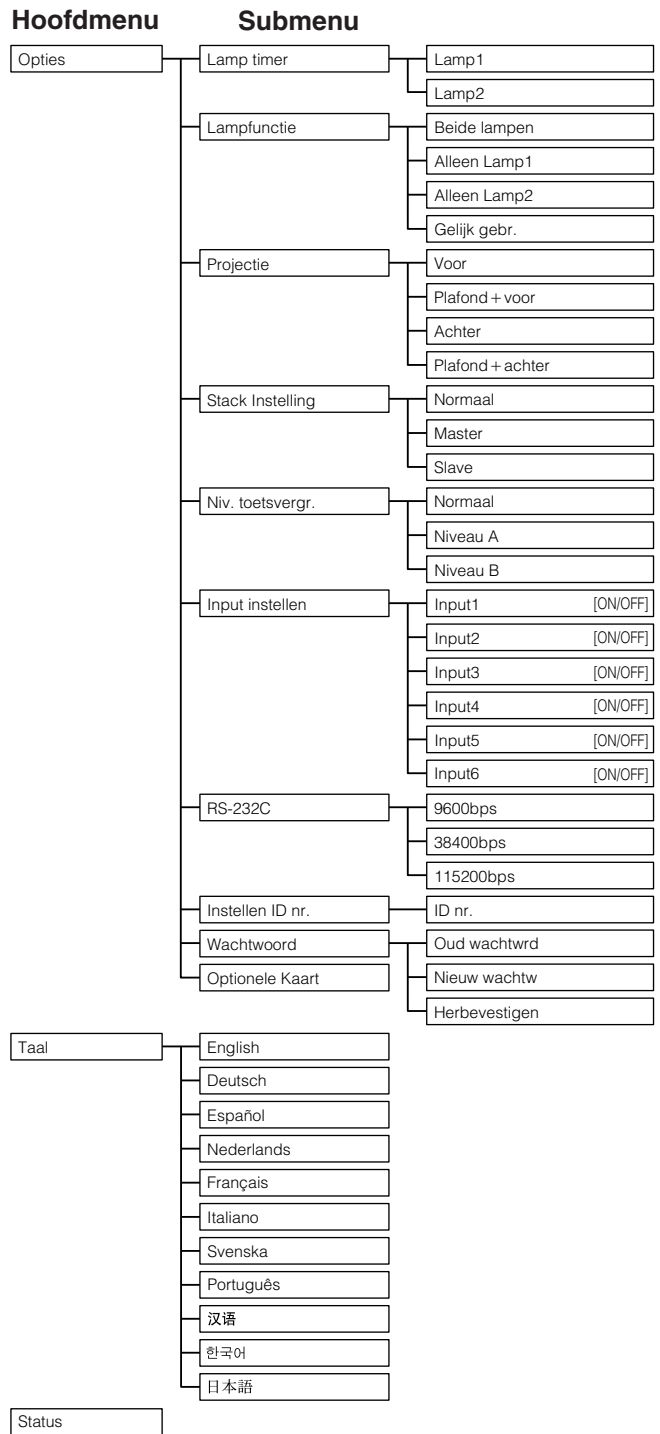 Hoofdmenu Submenu
Opties Lamp timer Lamp1
Lamp2
Lampfunctie Beide lampen
Alleen Lamp1
Alleen Lamp2
Gelijk gebr.
Projectie Voor
Plafond+voor
Achter
Plafond+achter
Stack Instelling Normaal
Master
Slave
Niv. toetsvergr. Normaal
Niveau A
Niveau B
Input instellen Input1 [ON/OFF]
Input2 [ON/OFF]
Input3 [ON/OFF]
Input4 [ON/OFF]
Input5 [ON/OFF]
Input6 [ON/OFF]
RS-232C 9600bps
38400bps
115200bps
Instellen ID nr. ID nr.
Wachtwoord Oud wachtwrd
Optionele Kaart Nieuw wachtw
Herbevestigen
Taal English
Deutsch
Español
Nederlands
Français
Italiano
Svenska
Português
汉语
한국어
日本語
Status